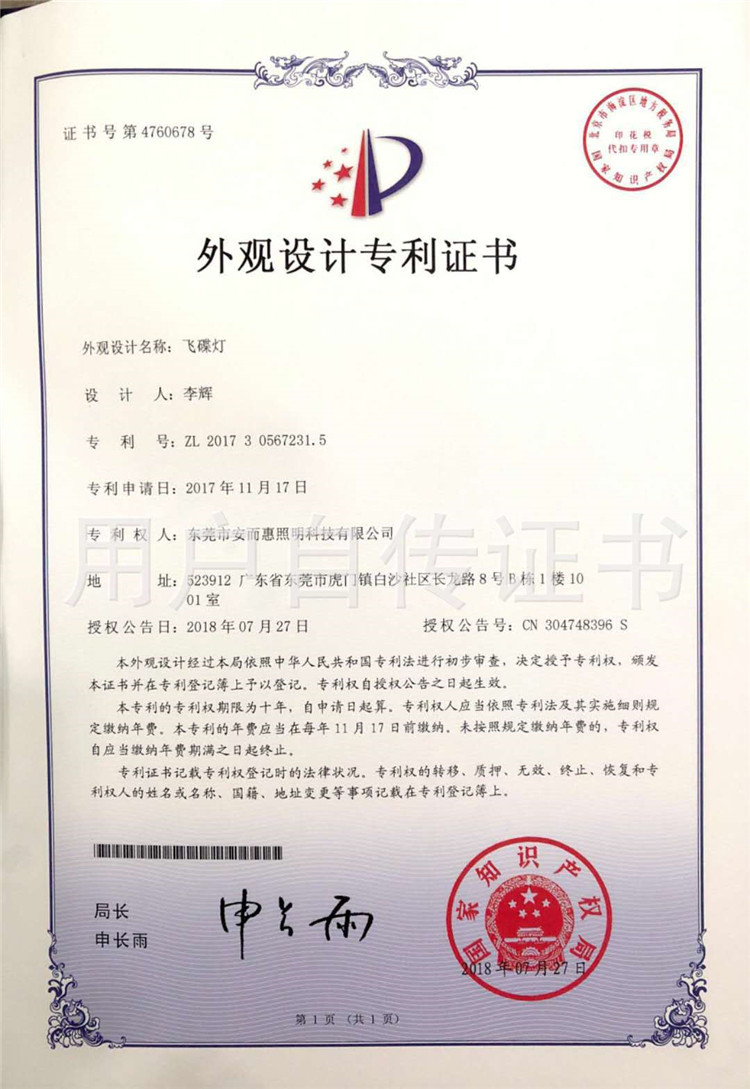 证书号第4760678号
北京市海淀区地方税务局
印花税
代扣专用章
国家知识产权局
外观设计专利证书
外观设计名称：飞碟灯
设计人：李辉
专利号：ZL 2017 3 0567231.5
专利申请日：2017年11月17日
专利权人：东莞市安而惠照明科技有限公司
地址：523912 广东省东莞市虎门镇白沙社区长龙路8号B栋1楼10
01室
用户自传证书
授权公告日：2018年07月27日 授权公告号：CN 304748396 S
本外观设计经过本局依照中华人民共和国专利法进行初步审查，决定授予专利权，颁发
本证书并在专利登记簿上予以登记。专利权自授权公告之日起生效。
本专利的专利权期限为十年，自申请日起算。专利权人应当依照专利法及其实施细则规
定缴纳年费。本专利的年费应当在每年11月17日前缴纳。未按照规定缴纳年费的，专利权
自应当缴纳年费期满之日起终止。
专利证书记载专利权登记时的法律状况。专利权的转移、质押、无效、终止、恢复和专
利权人的姓名或名称、国籍、地址变更等事项记载在专利登记簿上。
局长
申长雨
申长雨
国家知识产权局
2018年07月27日
第1页（共1页）